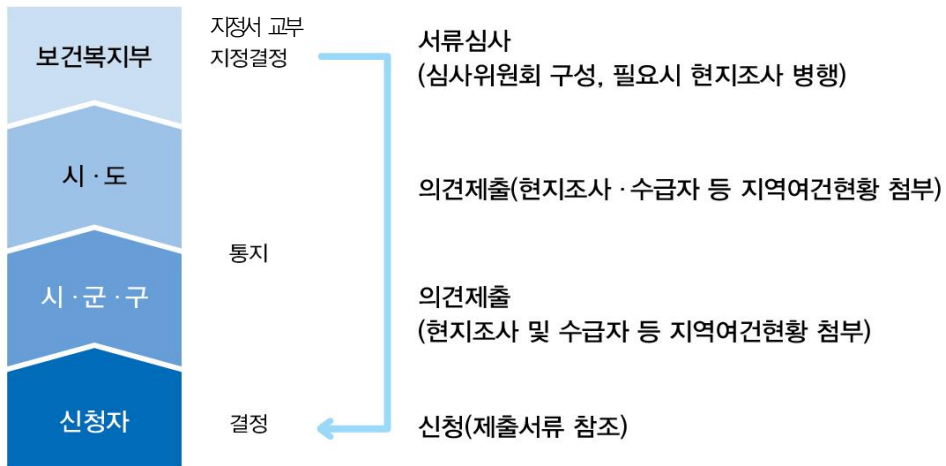 보건복지부
지정서 교부
지정결정
서류심사
(심사위원회 구성, 필요시 현지조사 병행)
시·도
의견제출(현지조사·수급자 등 지역여건현황 첨부)
통지
시·군·구
의견제출
(현지조사 및 수급자 등 지역여건현황 첨부)
신청자
결정
신청(제출서류 참조)